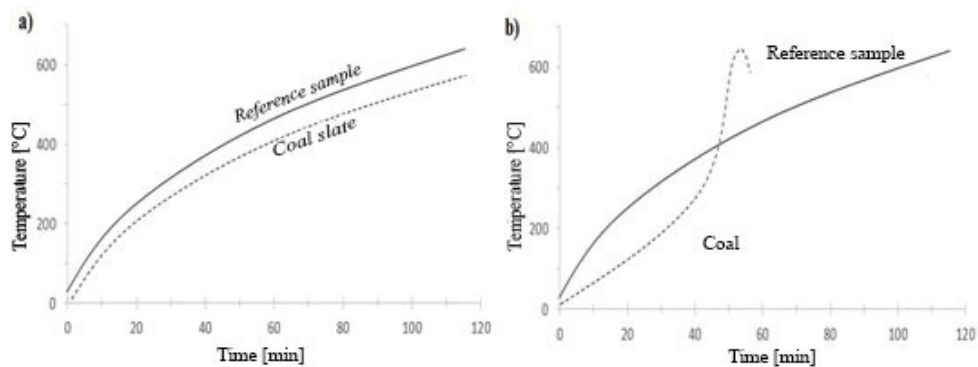 a)
Temperature [°C]
600
400
200
0
Reference sample
Coal slate
0 20 40 60 80 100 120
Time [min]
b)
Temperature [°C]
600
400
200
0
Reference sample
Coal
0 20 40 60 80 100 120
Time [min]